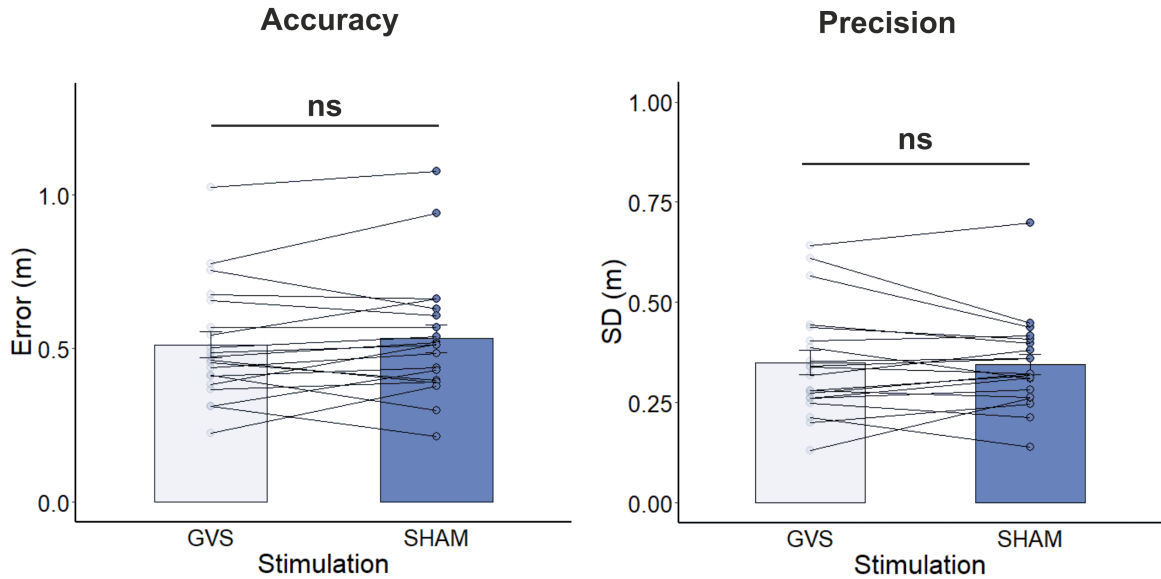 Accuracy
ns
1.0
0.5
0.0
Error (m)
GVS
SHAM
Stimulation
Precision
ns
1.00
0.75
0.50
0.25
0.00
SD (m)
GVS
SHAM
Stimulation